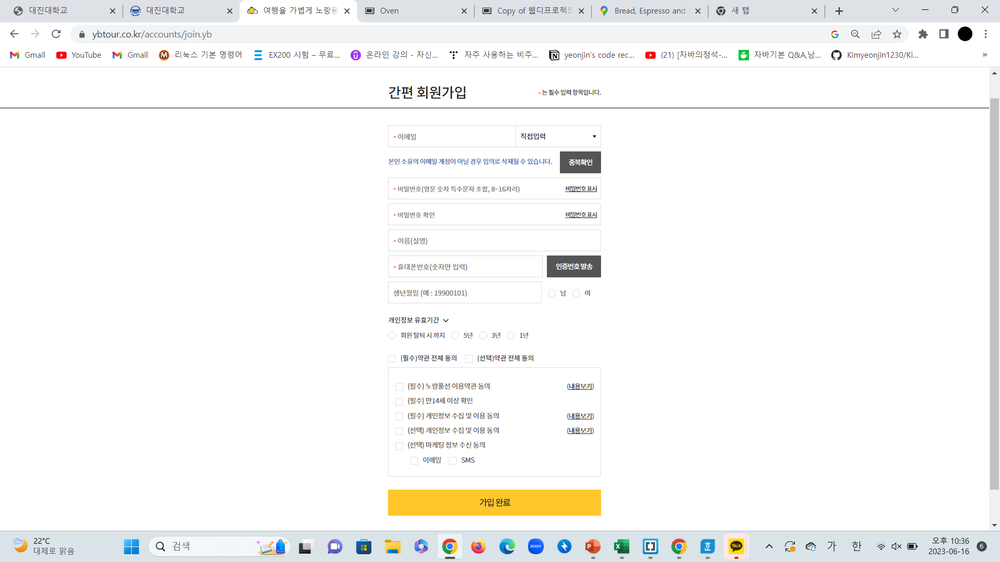 대진대학교
대진대학교
여행을 가볍게 노랑풍
Oven
Copy of 웹디프로젝트
Bread, Espresso and
새 탭
ybtour.co.kr/accounts/join.yb
Gmail
YouTube
Gmail
리눅스 기본 명령어
EX200 시험 – 무료...
온라인 강의 - 자신...
자주 사용하는 비주...
yeonjin's code rec...
(21) [자바의정석-...
자바기본 Q&A,남...
Kimyeonjin1230/Ki...
»
간편 회원가입
* 는 필수 입력 항목입니다.
* 이메일
직접입력
본인 소유의 이메일 계정이 아닐 경우 임의로 삭제될 수 있습니다.
중복확인
* 비밀번호(영문 숫자 특수문자 조합, 8~16자리)
비밀번호 표시
* 비밀번호 확인
비밀번호 표시
* 이름(실명)
* 휴대폰번호(숫자만 입력)
인증번호 발송
생년월일 (예 : 19900101)
남 여
개인정보 유효기간
회원 탈퇴 시 까지 5년 3년 1년
(필수)약관 전체 동의 (선택)약관 전체 동의
(필수) 노랑풍선 이용약관 동의 (내용보기)
(필수) 만14세 이상 확인
(필수) 개인정보 수집 및 이용 동의 (내용보기)
(선택) 개인정보 수집 및 이용 동의 (내용보기)
(선택) 마케팅 정보 수신 동의
이메일 SMS
가입 완료
22°C
대체로 맑음
검색
zoom
TALK
가
한
오후 10:36
2023-06-16
6